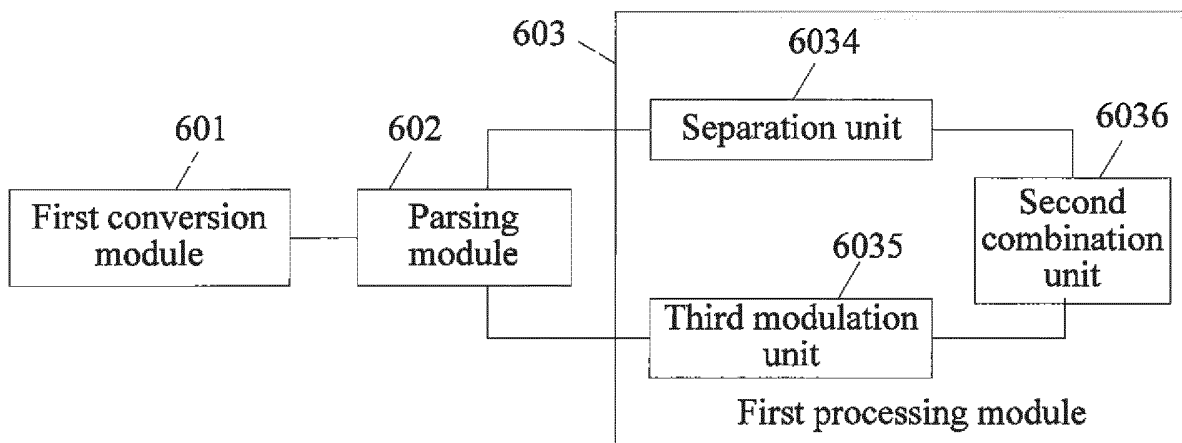 603
6034
Separation unit
6036
601
602
First conversion
module
Parsing
module
Second
combination
unit
6035
Third modulation
unit
First processing module